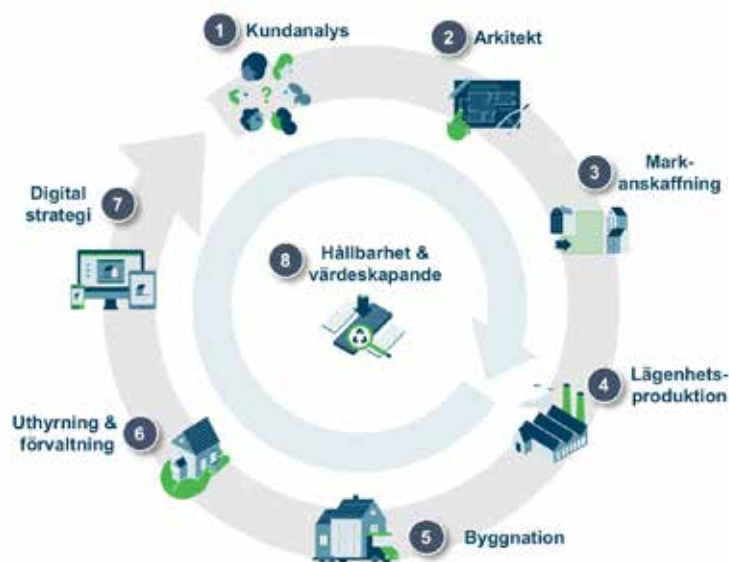 1 Kundanalys
2 Arkitekt
3 Mark-
anskaffning
4 Lägenhets-
produktion
5 Byggnation
6 Uthyrning &
förvaltning
7 Digital
strategi
8 Hållbarhet &
värdeskapande
?